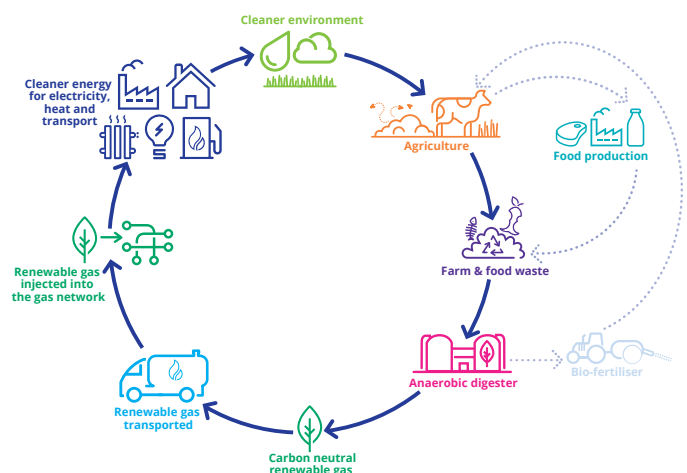 Cleaner environment
Cleaner energy
for electricity,
heat and
transport
Agriculture
Food production
Farm & food waste
Renewable gas
injected into
the gas network
Anaerobic digester
Bio-fertiliser
Renewable gas
transported
Carbon neutral
renewable gas